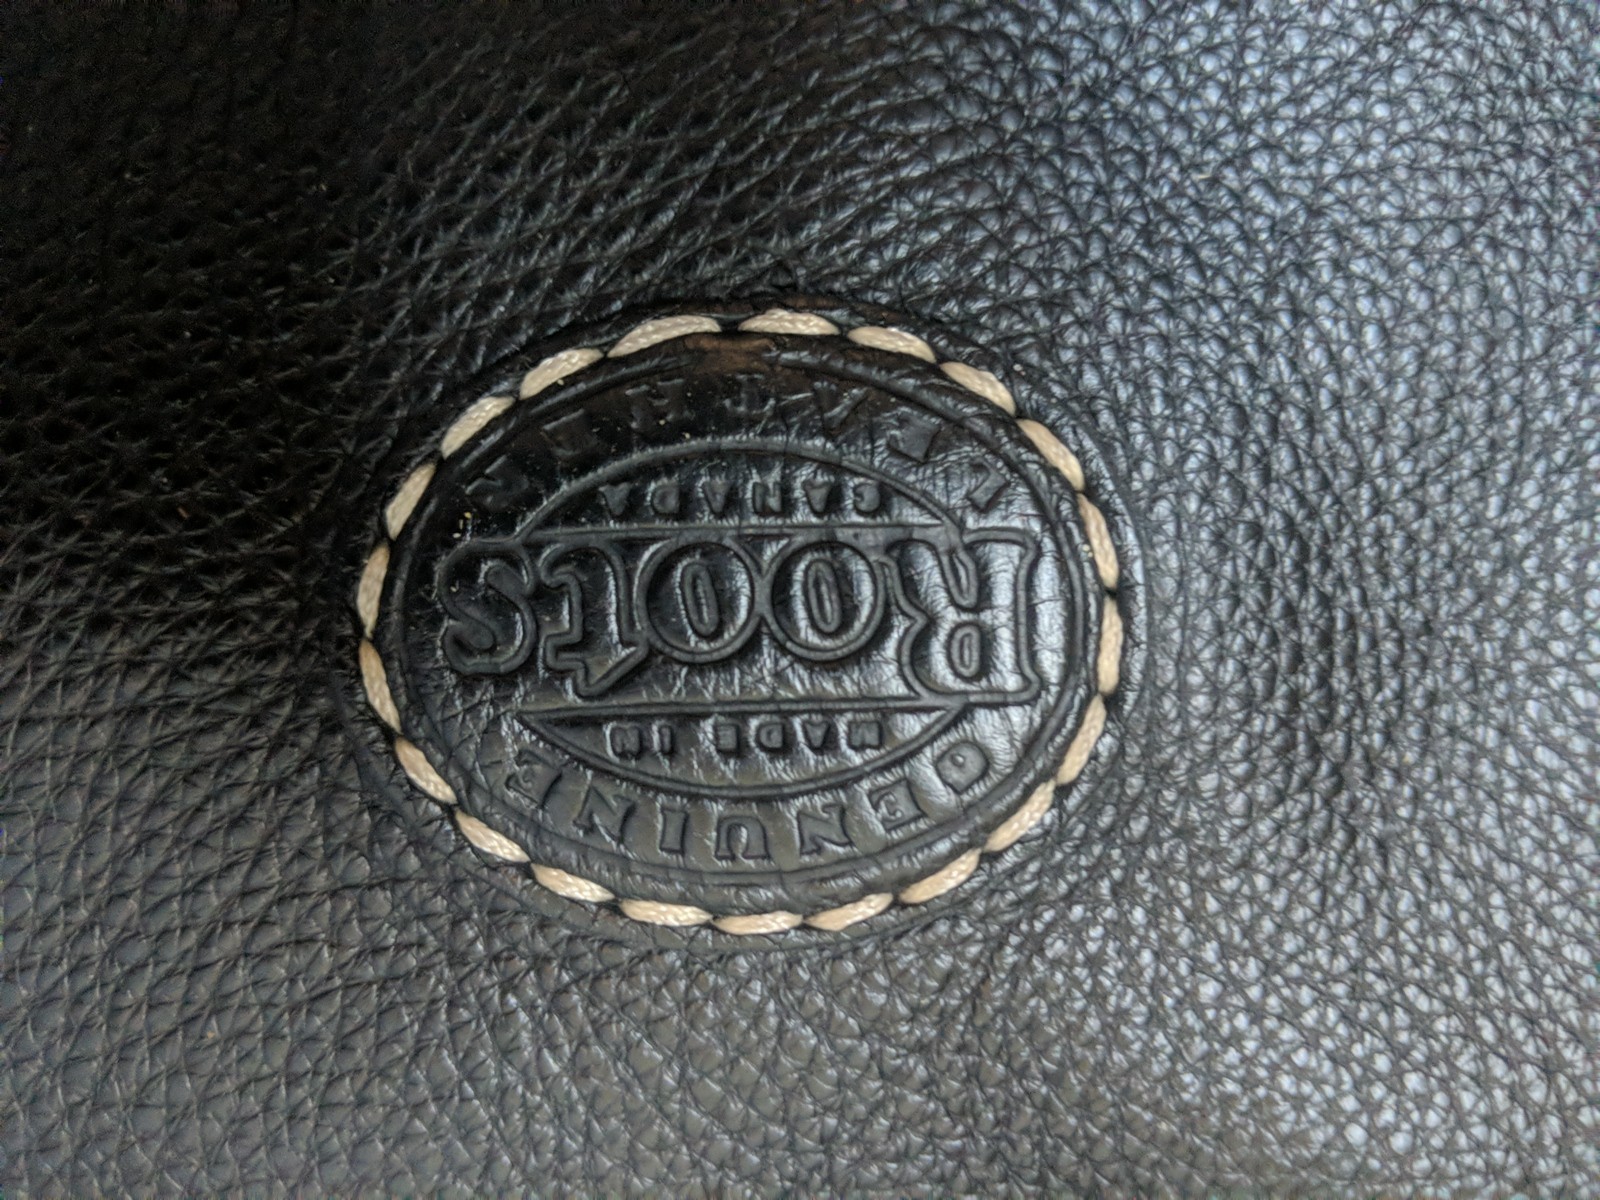 GENUINE
MADE IN
Roots
CANADA
LEATHER